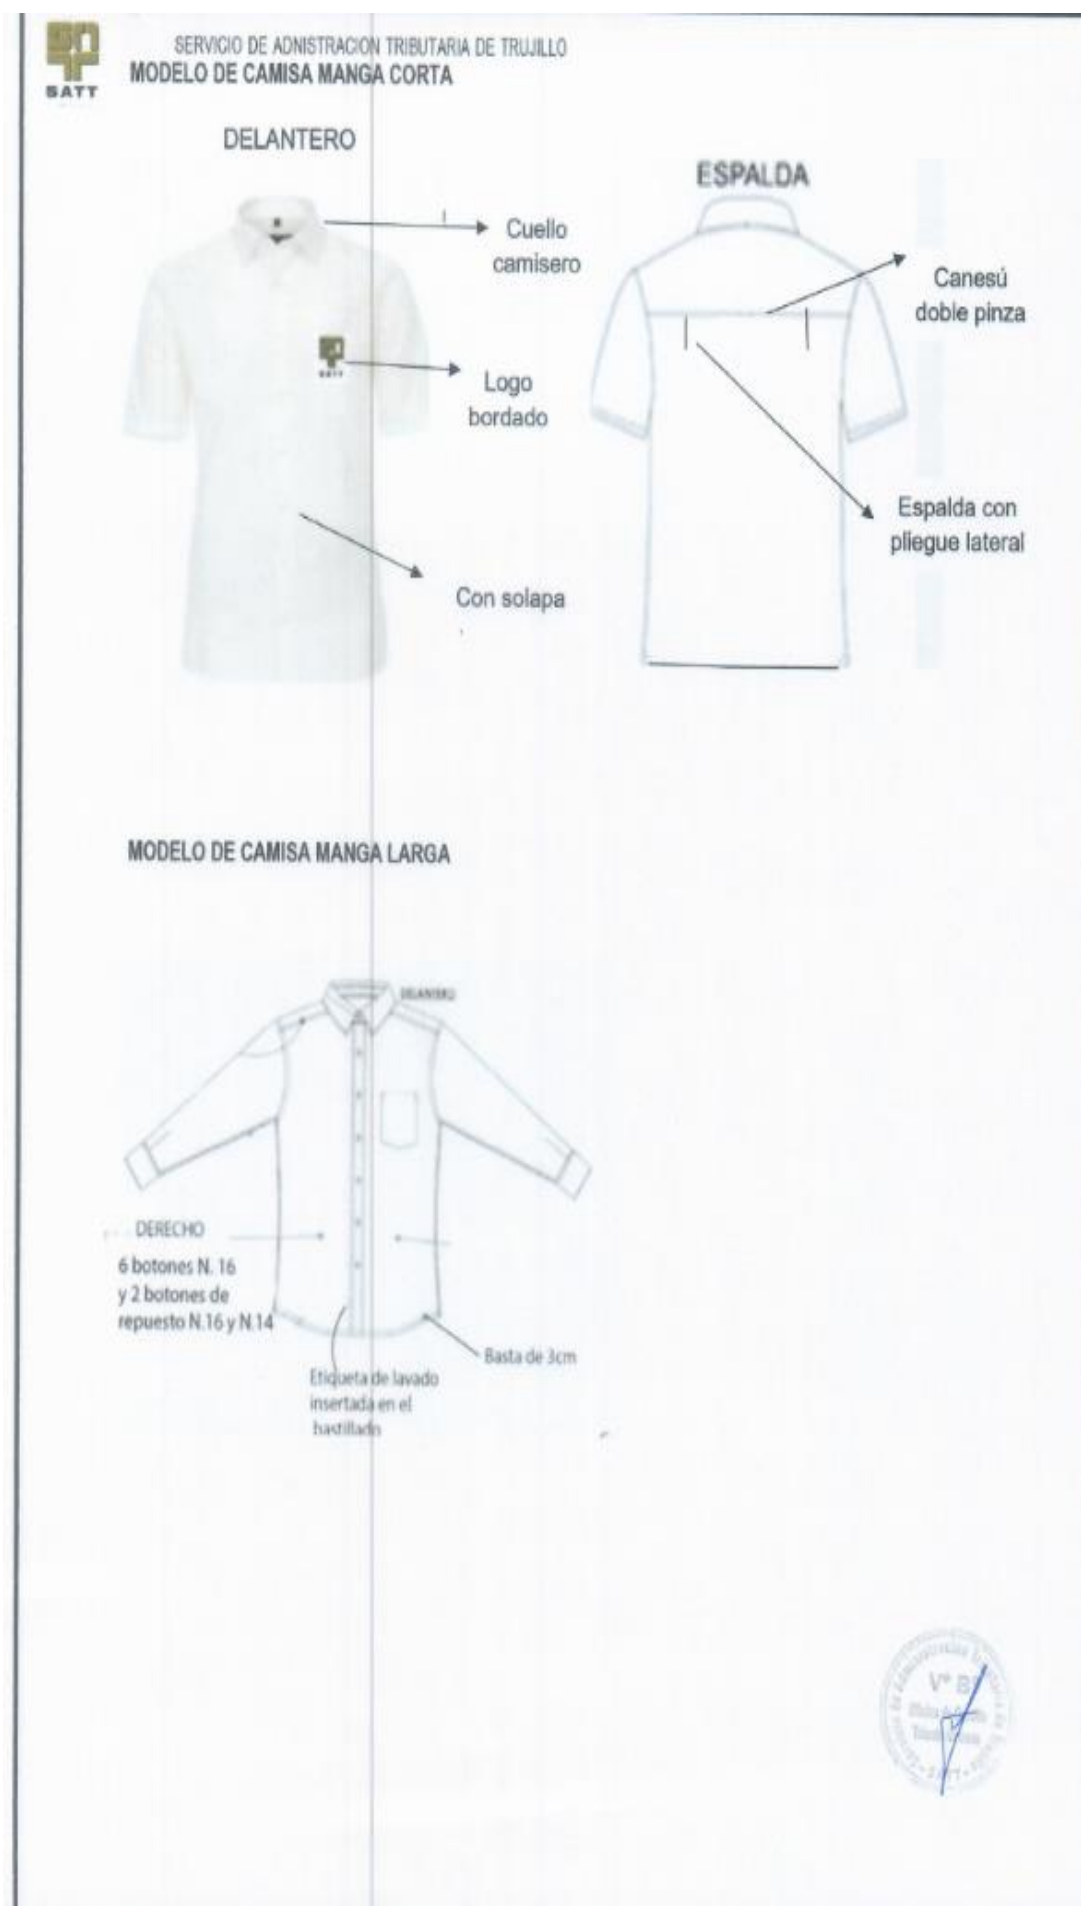 SATT
SERVICIO DE ADNISTRACION TRIBUTARIA DE TRUJILLO
MODELO DE CAMISA MANGA CORTA
DELANTERO
ESPALDA
Cuello
camisero
Canesú
doble pinza
SATT
Logo
bordado
Espalda con
pliegue lateral
Con solapa
MODELO DE CAMISA MANGA LARGA
DELANTERO
DERECHO
6 botones N. 16
y 2 botones de
repuesto N.16 y N.14
Basta de 3cm
Etiqueta de lavado
insertada en el
bastillado
V° B°